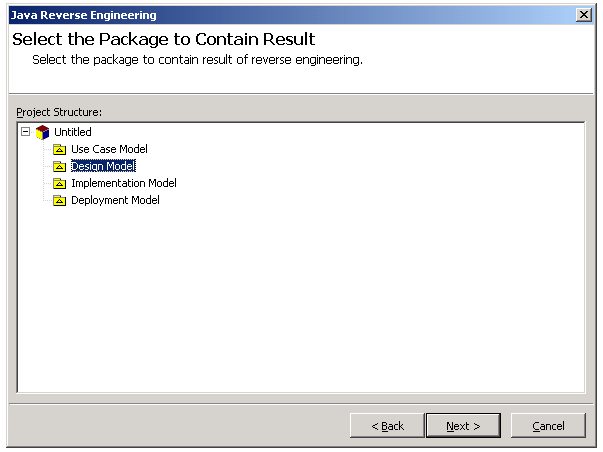 Java Reverse Engineering
Select the Package to Contain Result
Select the package to contain result of reverse engineering.
Project Structure:
Untitled
Use Case Model
Design Model
Implementation Model
Deployment Model
< Back Next > Cancel